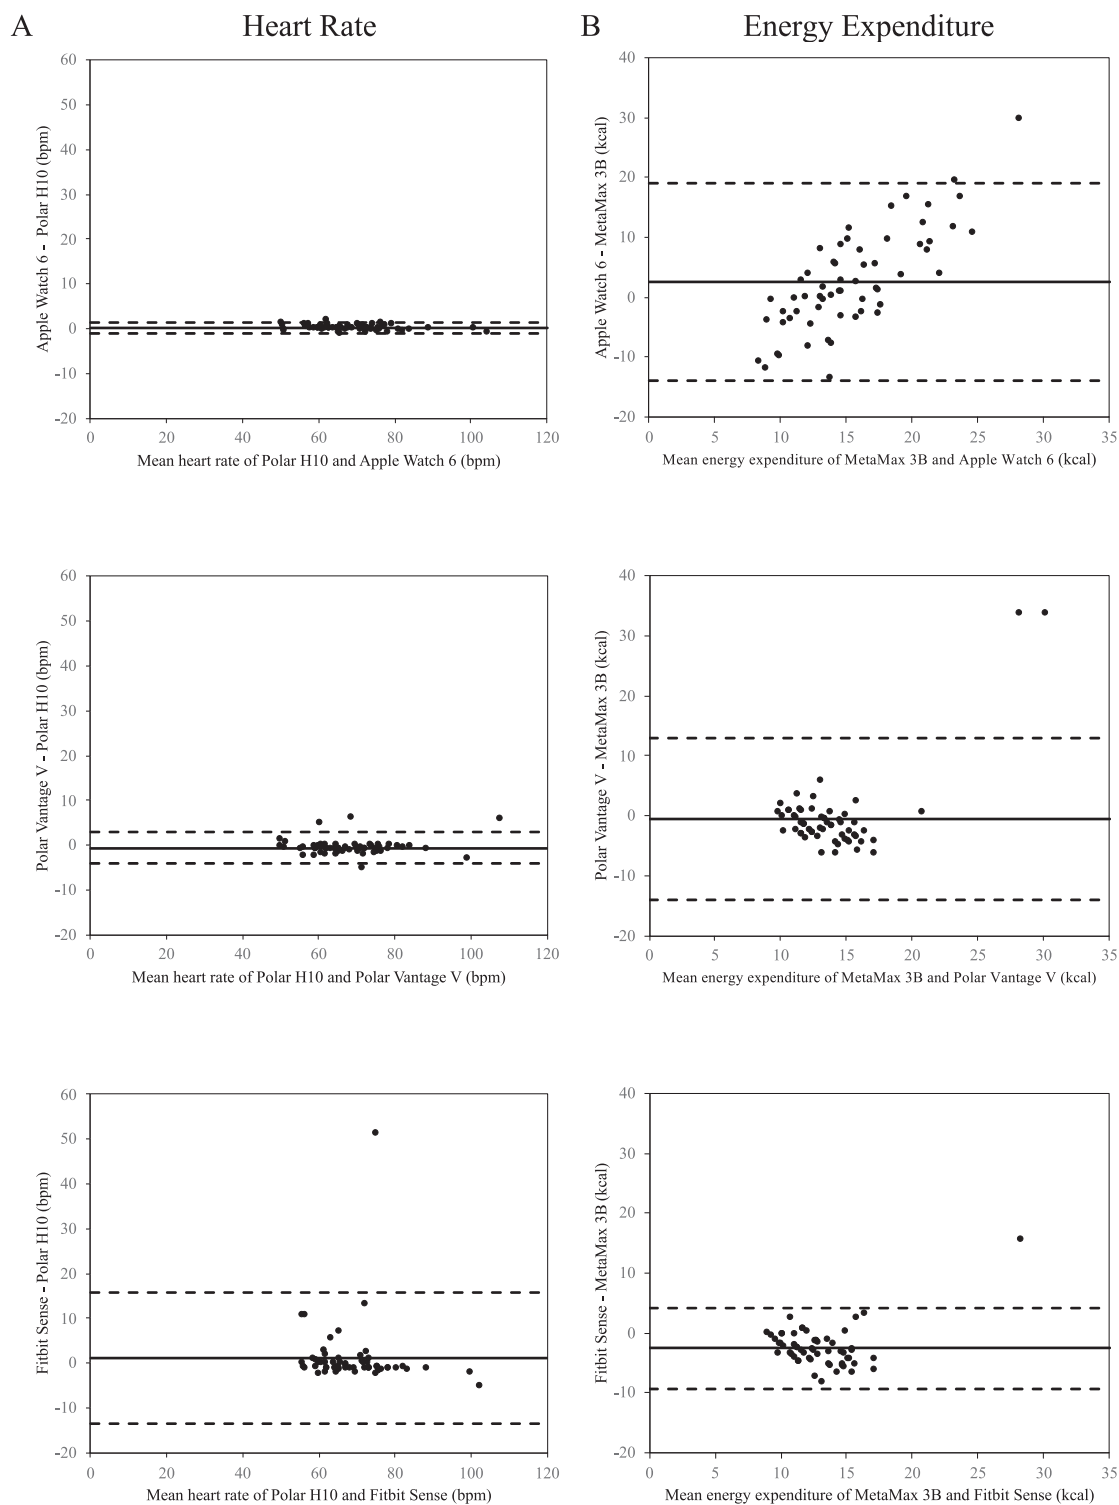 A Heart Rate B Energy Expenditure
Apple Watch 6 - Polar H10 (bpm)
60
50
40
30
20
10
0
-10
-20
0 20 40 60 80 100 120
Mean heart rate of Polar H10 and Apple Watch 6 (bpm)
Apple Watch 6 - MetaMax 3B (kcal)
40
30
20
10
0
-10
-20
0 5 10 15 20 25 30 35
Mean energy expenditure of MetaMax 3B and Apple Watch 6 (kcal)
Polar Vantage V - Polar H10 (bpm)
60
50
40
30
20
10
0
-10
-20
0 20 40 60 80 100 120
Mean heart rate of Polar H10 and Polar Vantage V (bpm)
Polar Vantage V - MetaMax 3B (kcal)
40
30
20
10
0
-10
-20
0 5 10 15 20 25 30 35
Mean energy expenditure of MetaMax 3B and Polar Vantage V (kcal)
Fitbit Sense - Polar H10 (bpm)
60
50
40
30
20
10
0
-10
-20
0 20 40 60 80 100 120
Mean heart rate of Polar H10 and Fitbit Sense (bpm)
Fitbit Sense - MetaMax 3B (kcal)
40
30
20
10
0
-10
-20
0 5 10 15 20 25 30 35
Mean energy expenditure of MetaMax 3B and Fitbit Sense (kcal)